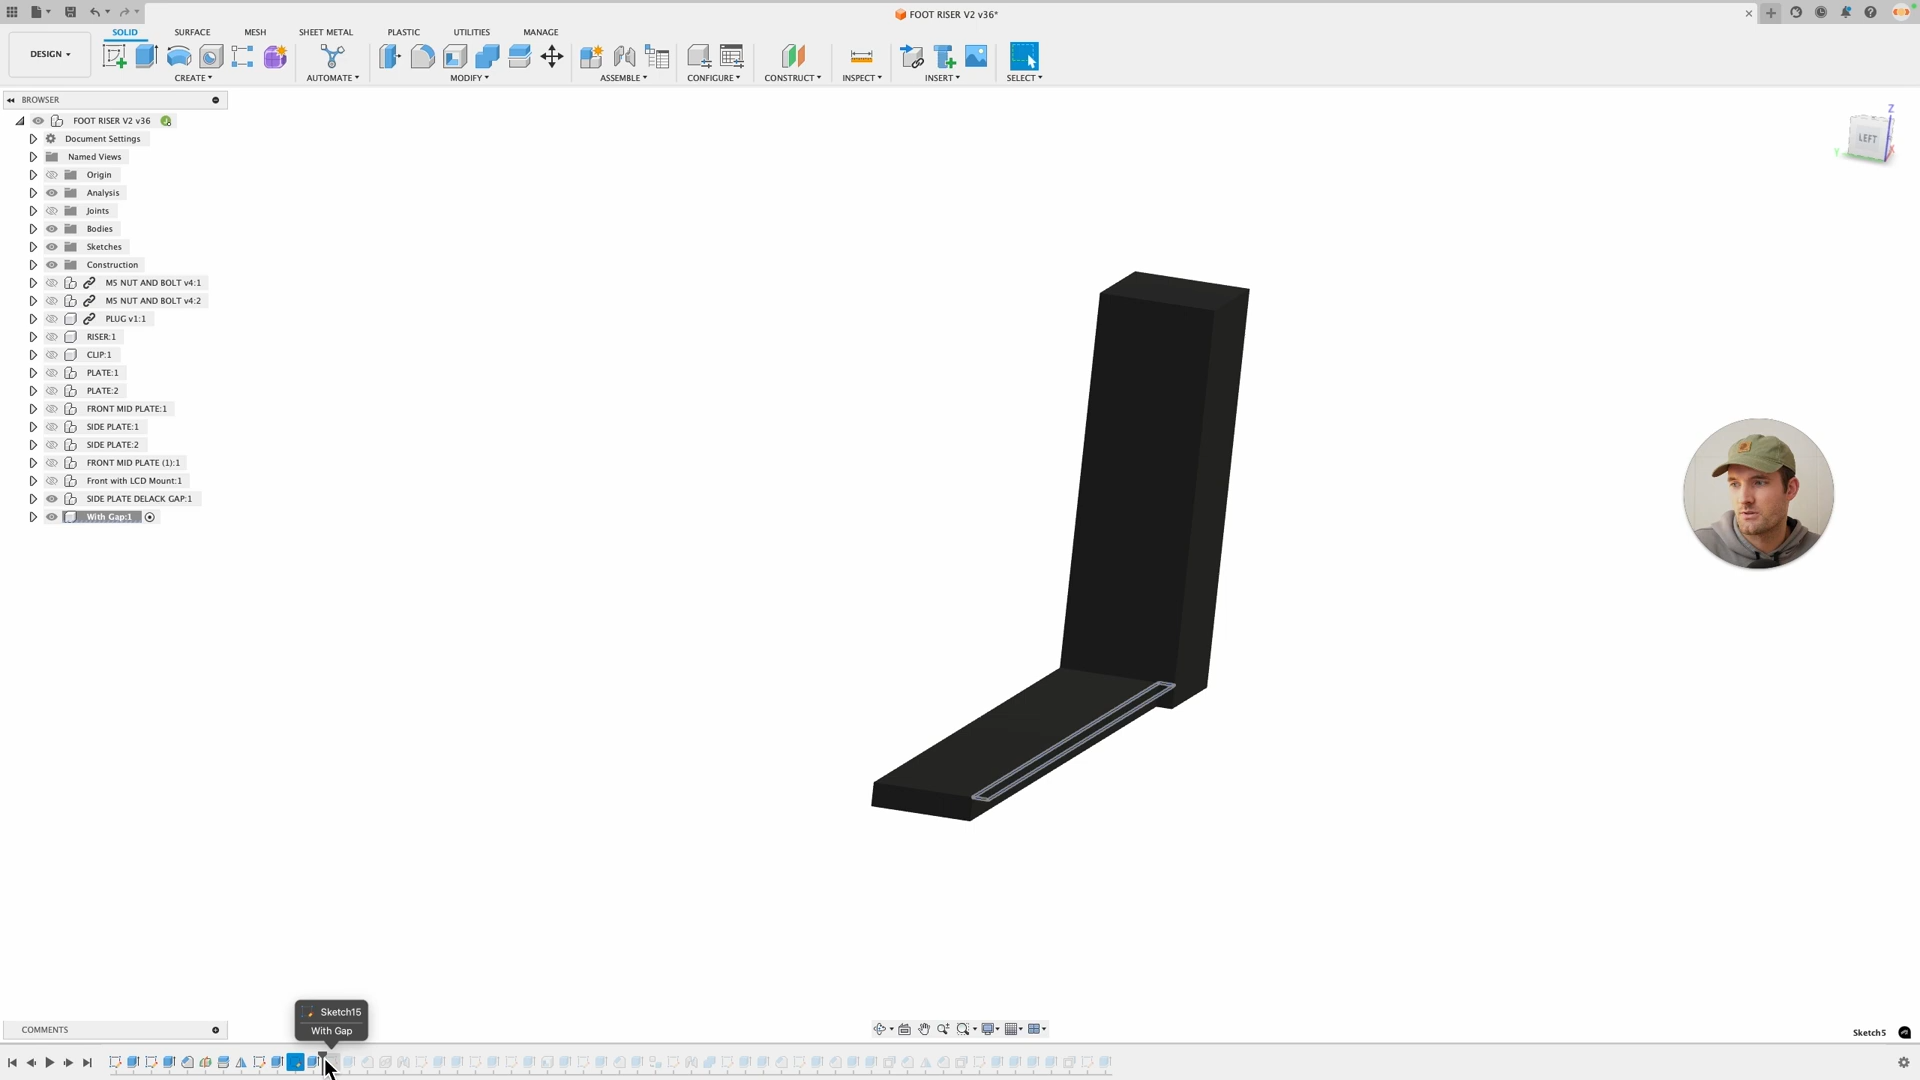 FOOT RISER V2 v36*
SOLID
SURFACE
MESH
SHEET METAL
PLASTIC
UTILITIES
MANAGE
DESIGN
CREATE
AUTOMATE
MODIFY
ASSEMBLE
CONFIGURE
CONSTRUCT
INSPECT
INSERT
SELECT
BROWSER
FOOT RISER V2 v36
Document Settings
Named Views
Origin
Analysis
Joints
Bodies
Sketches
Construction
M5 NUT AND BOLT v4:1
M5 NUT AND BOLT v4:2
PLUG v1:1
RISER:1
CLIP:1
PLATE:1
PLATE:2
FRONT MID PLATE:1
SIDE PLATE:1
SIDE PLATE:2
FRONT MID PLATE (1):1
Front with LCD Mount:1
SIDE PLATE DELACK GAP:1
With Gap:1
Z
LEFT
Y
Sketch15
With Gap
COMMENTS
Sketch5